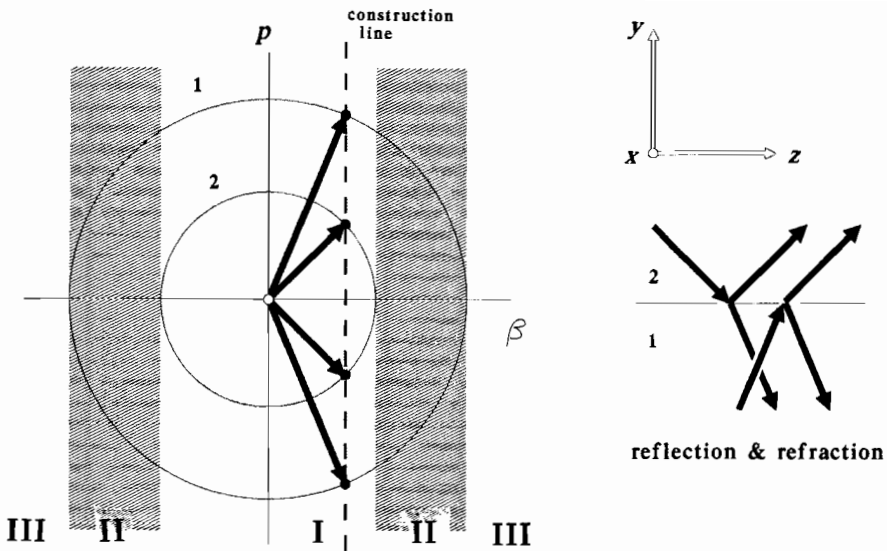 construction
line
p
1
2
β
III
II
I
II
III
y
x
z
2
1
reflection & refraction